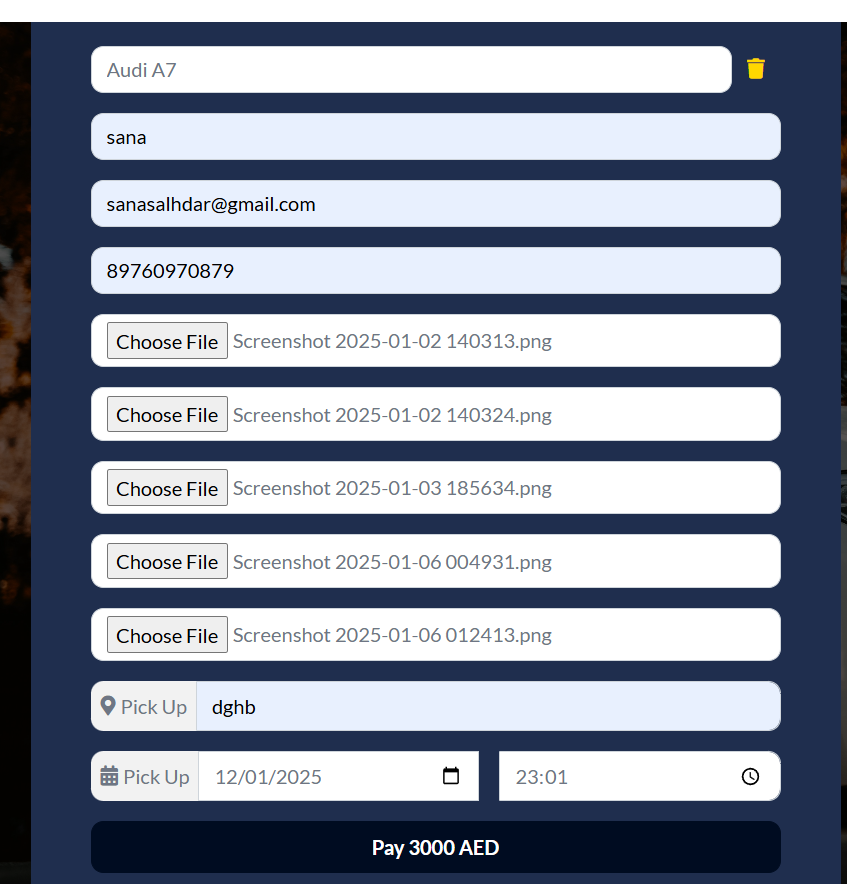 Audi A7
sana
sanasalhdar@gmail.com
89760970879
Choose File Screenshot 2025-01-02 140313.png
Choose File Screenshot 2025-01-02 140324.png
Choose File Screenshot 2025-01-03 185634.png
Choose File Screenshot 2025-01-06 004931.png
Choose File Screenshot 2025-01-06 012413.png
Pick Up dghb
Pick Up 12/01/2025 23:01
Pay 3000 AED